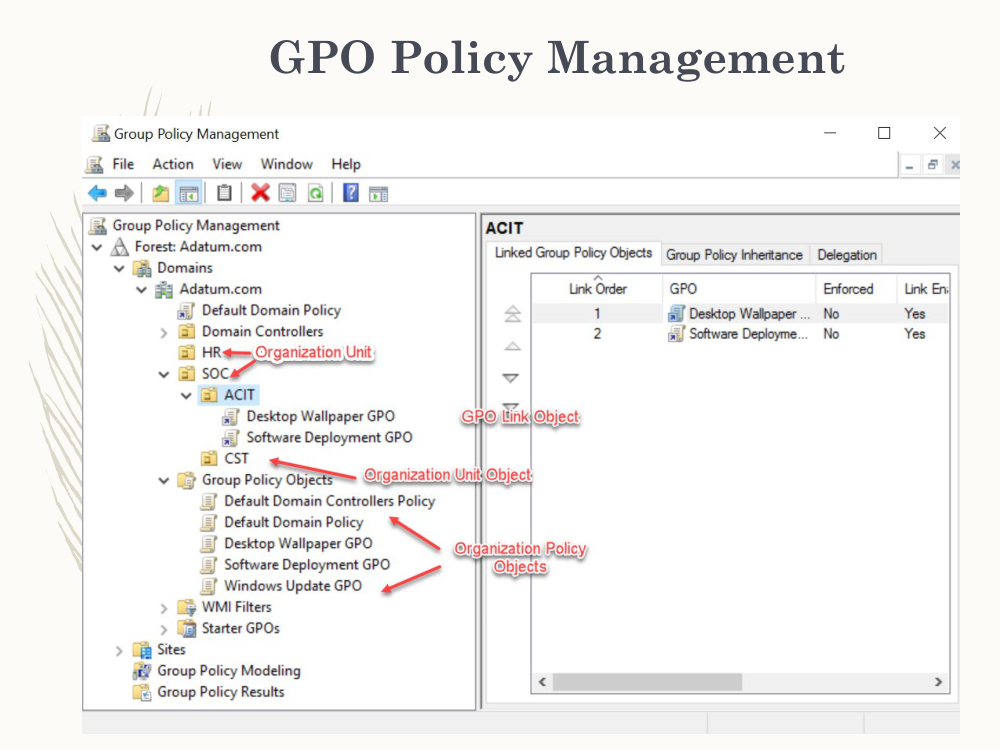 GPO Policy Management
Group Policy Management
File Action View Window Help
Group Policy Management
Forest: Adatum.com
Domains
Adatum.com
Default Domain Policy
Domain Controllers
HR
Organization Unit
SOC
ACIT
Desktop Wallpaper GPO
Software Deployment GPO
CST
Group Policy Objects
Default Domain Controllers Policy
Default Domain Policy
Desktop Wallpaper GPO
Software Deployment GPO
Windows Update GPO
WMI Filters
Starter GPOs
Sites
Group Policy Modeling
Group Policy Results
GPO Link Object
Organization Unit Object
Organization Policy
Objects
ACIT
Linked Group Policy Objects Group Policy Inheritance Delegation
Link Order GPO Enforced Link En
1 Desktop Wallpaper ... No Yes
2 Software Deployme... No Yes